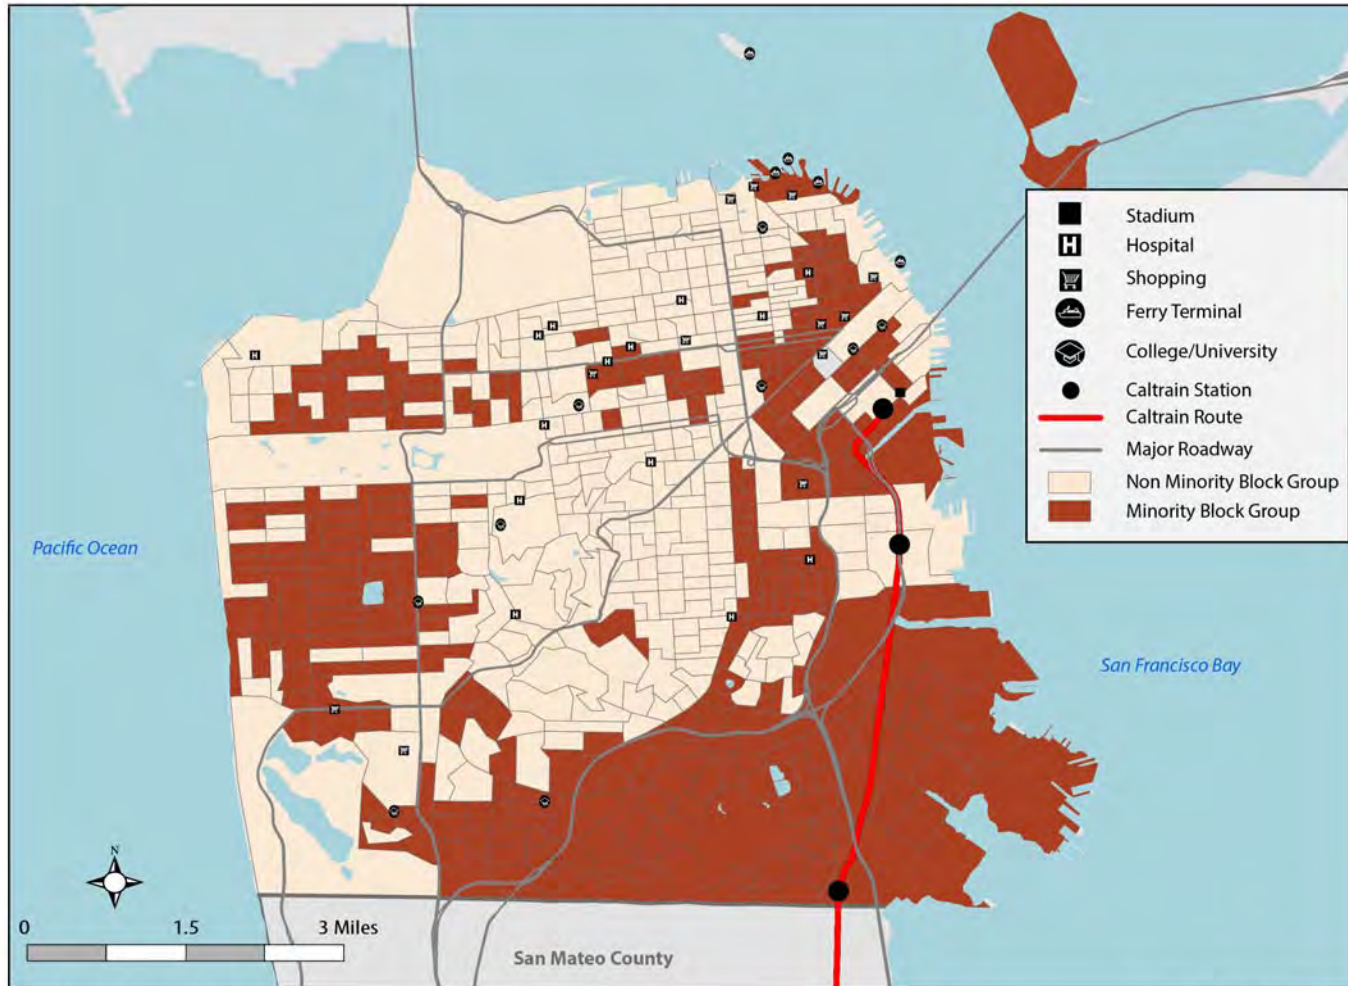 Stadium
H Hospital
Shopping
Ferry Terminal
College/University
Caltrain Station
Caltrain Route
Major Roadway
Non Minority Block Group
Minority Block Group
Pacific Ocean
San Francisco Bay
N
0 1.5 3 Miles
San Mateo County